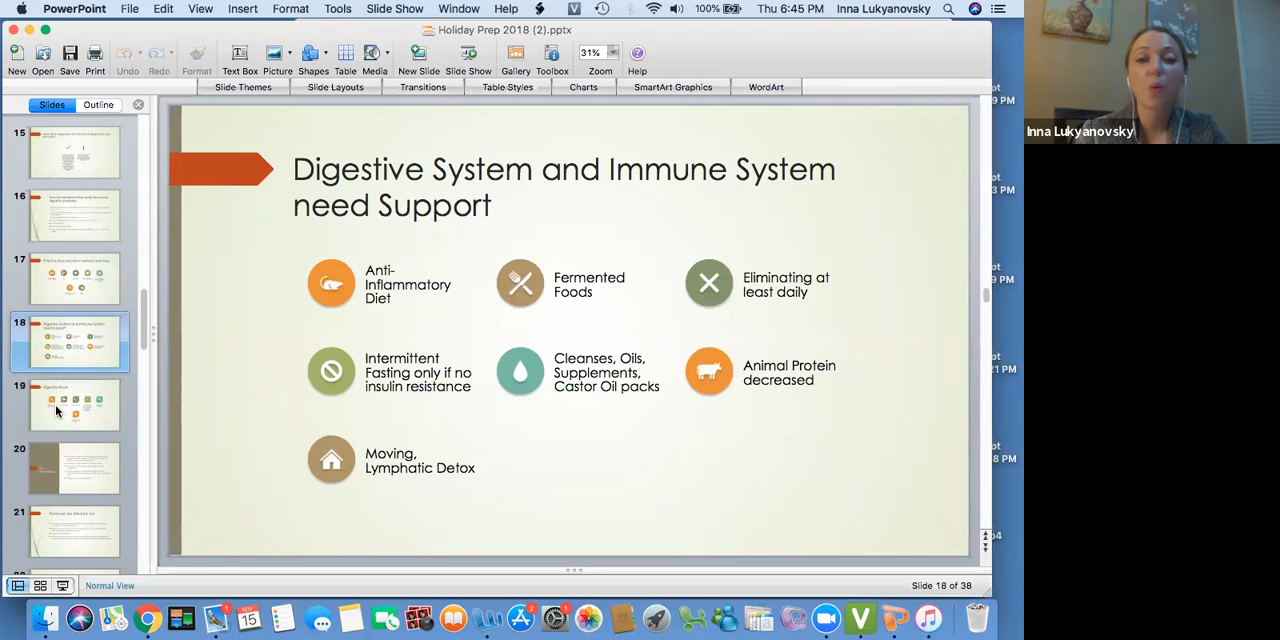 PowerPoint File Edit View Insert Format Tools Slide Show Window Help 100% Thu 6:45 PM Inna Lukyanovsky
Holiday Prep 2018 (2).pptx
New Open Save Print Undo Redo Format Text Box Picture Shapes Table Media New Slide Slide Show Gallery Toolbox 31% Zoom Help
Slide Themes Slide Layouts Transitions Table Styles Charts SmartArt Graphics WordArt
Slides Outline
15
16
17
18
19
20
21
Digestive System and Immune System
need Support
Anti-
Inflammatory
Diet
Fermented
Foods
Eliminating at
least daily
Intermittent
Fasting only if no
insulin resistance
Cleanses, Oils,
Supplements,
Castor Oil packs
Animal Protein
decreased
Moving,
Lymphatic Detox
Normal View
Slide 18 of 38
Inna Lukyanovsky
NOV
15